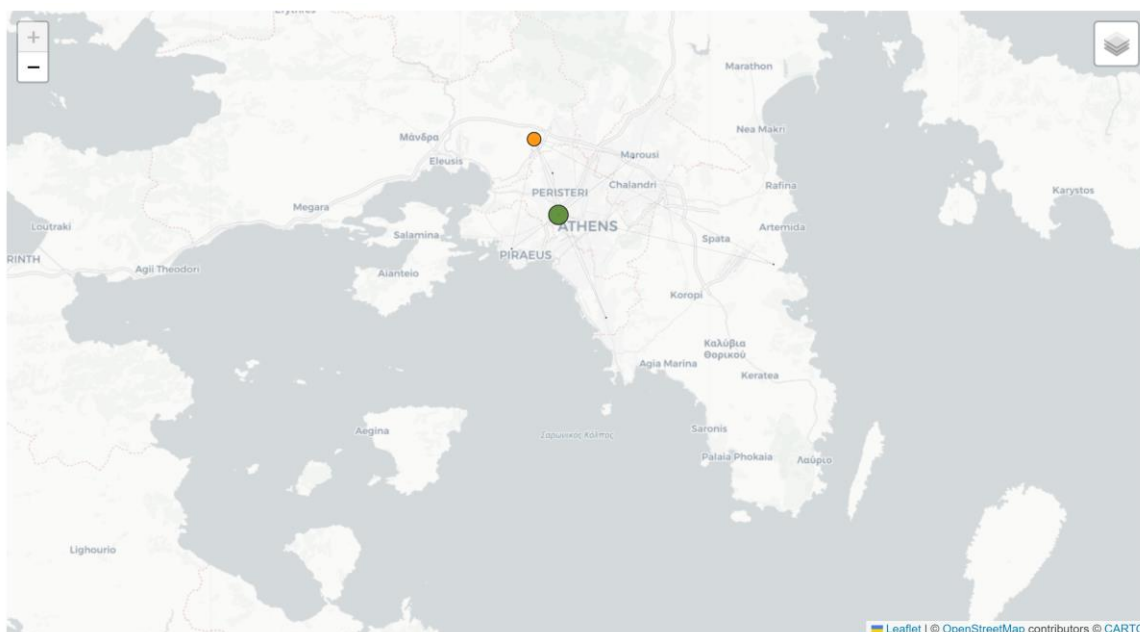 Erythres
+
−
Marathon
Nea Makri
Μάνδρα
Eleusis
Marousi
PERISTERI
Chalandri
Rafina
Karystos
Megara
Loutraki
Salamina
ATHENS
Artemida
Spata
PIRAEUS
RINTH
Agii Theodori
Aianteio
Koropi
Καλύβια
Θορικού
Agia Marina
Keratea
Aegina
Σαρωνικός Κόλπος
Saronis
Palaia Phokaia
Λαύριο
Lighourio
Leaflet | © OpenStreetMap contributors © CARTO